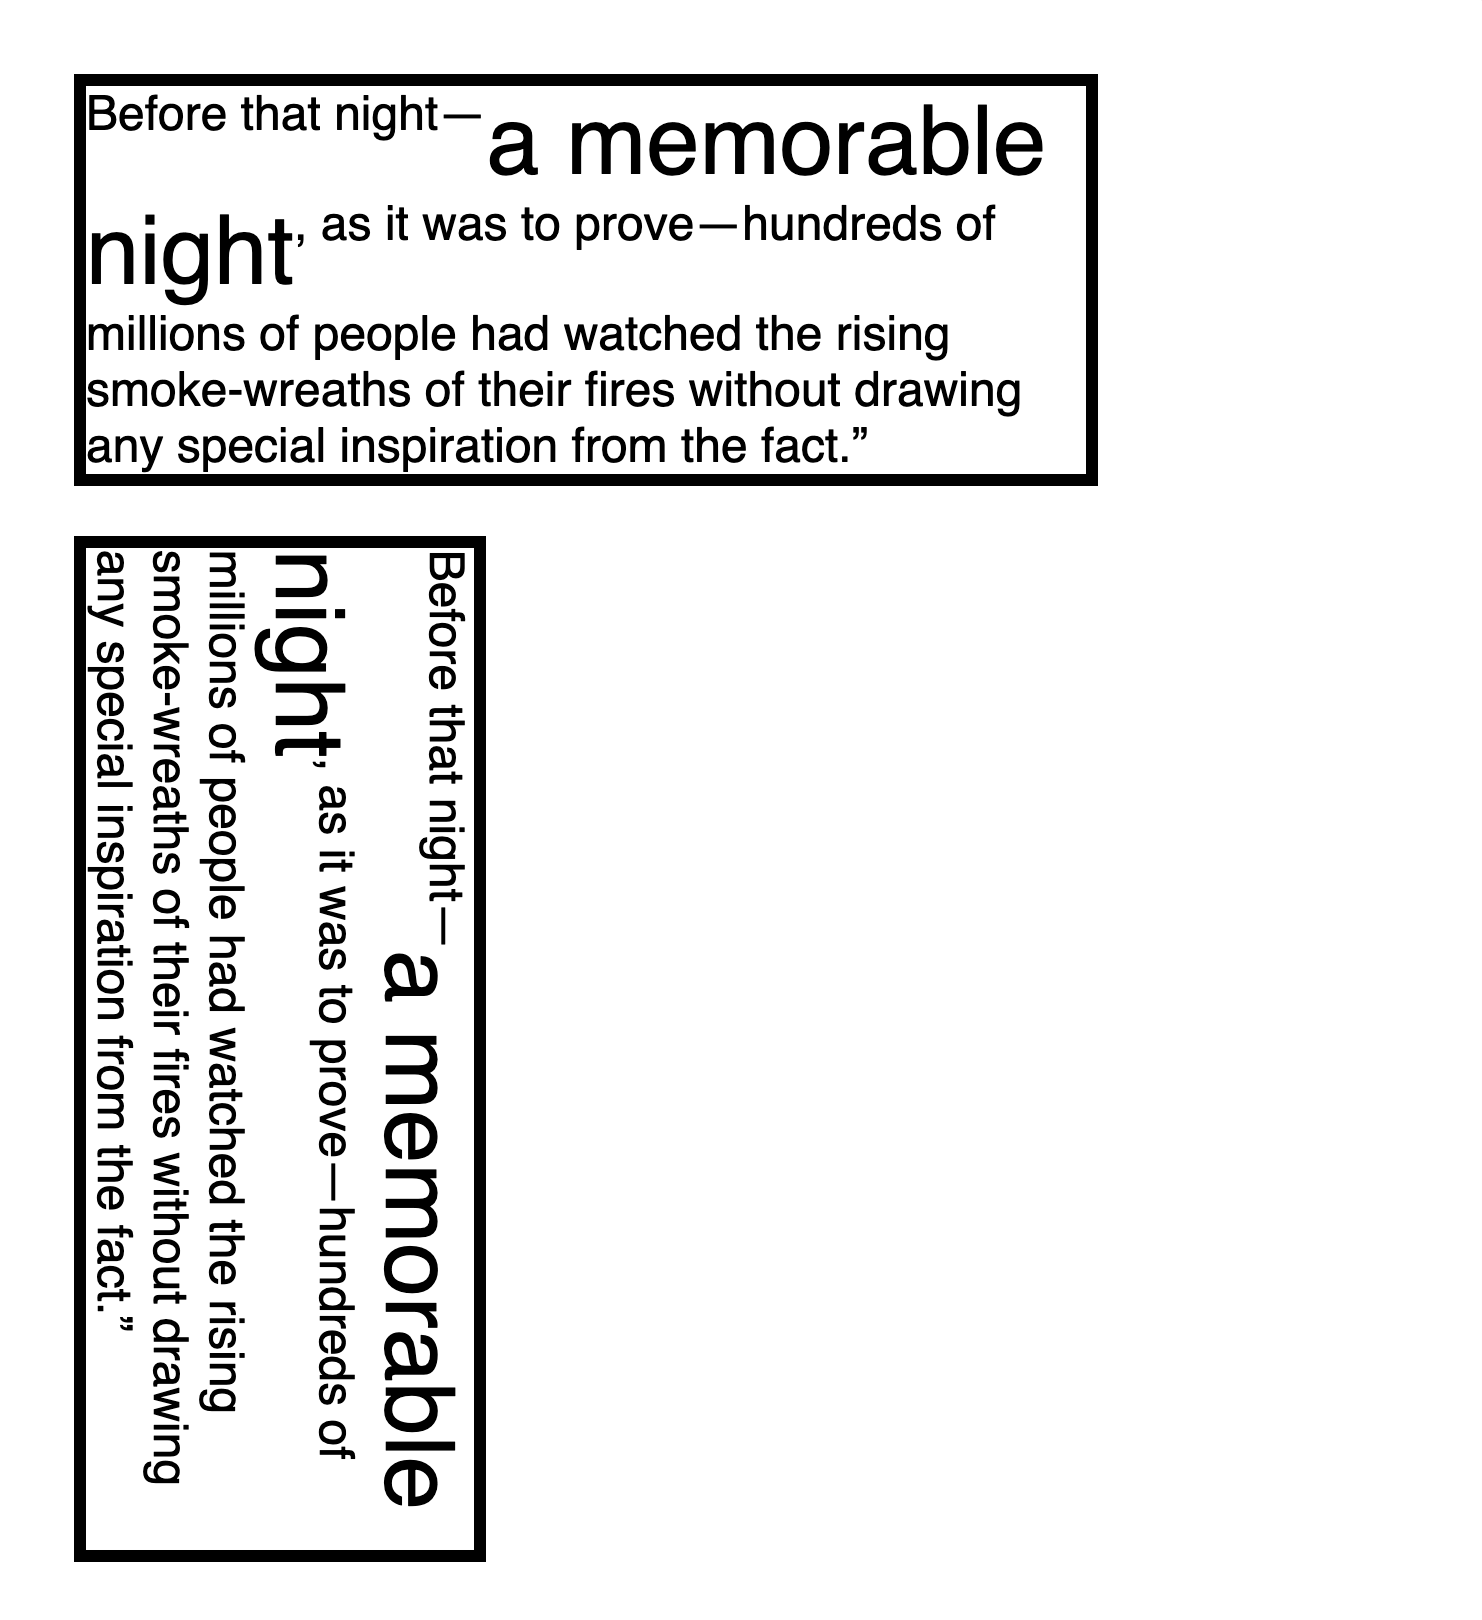 Before that night—a memorable
night, as it was to prove—hundreds of
millions of people had watched the rising
smoke-wreaths of their fires without drawing
any special inspiration from the fact.”
Before that night—a memorable
night, as it was to prove—hundreds of
millions of people had watched the rising
smoke-wreaths of their fires without drawing
any special inspiration from the fact.”